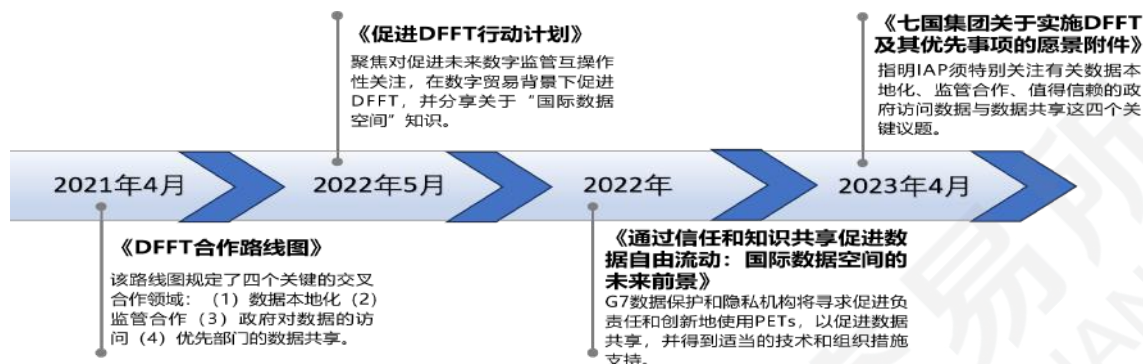 《促进DFFT行动计划》
聚焦对促进未来数字监管互操作
性关注，在数字贸易背景下促进
DFFT，并分享关于“国际数据
空间”知识。
《七国集团关于实施DFFT
及其优先事项的愿景附件》
指明IAP须特别关注有关数据本
地化、监管合作、值得信赖的政
府访问数据与数据共享这四个关
键议题。
2021年4月
2022年5月
2022年
2023年4月
《DFFT合作路线图》
该路线图规定了四个关键的交叉
合作领域：（1）数据本地化（2）
监管合作（3）政府对数据的访
问（4）优先部门的数据共享。
《通过信任和知识共享促进数
据自由流动：国际数据空间的
未来前景》
G7数据保护和隐私机构将寻求促进负
责任和创新地使用PETs，以促进数据
共享，并得到适当的技术和组织措施
支持。
易所